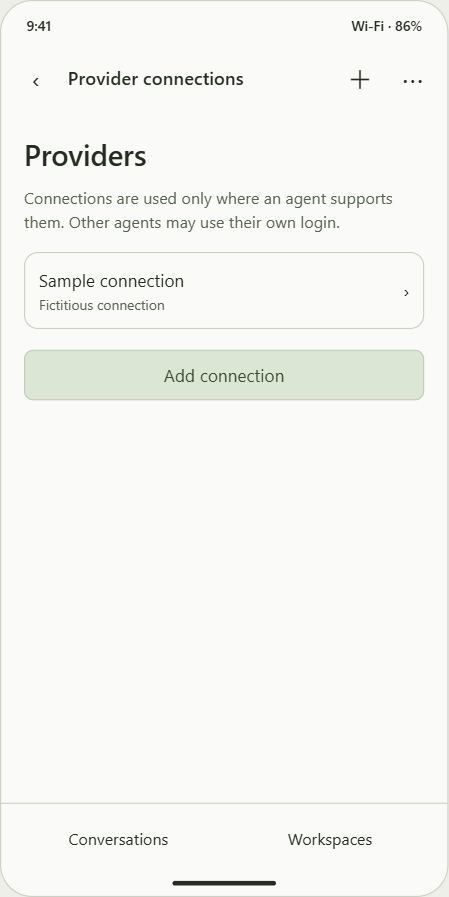 9:41
Wi-Fi · 86%
‹
Provider connections
+
...
Providers
Connections are used only where an agent supports
them. Other agents may use their own login.
Sample connection
Fictitious connection
›
Add connection
Conversations
Workspaces